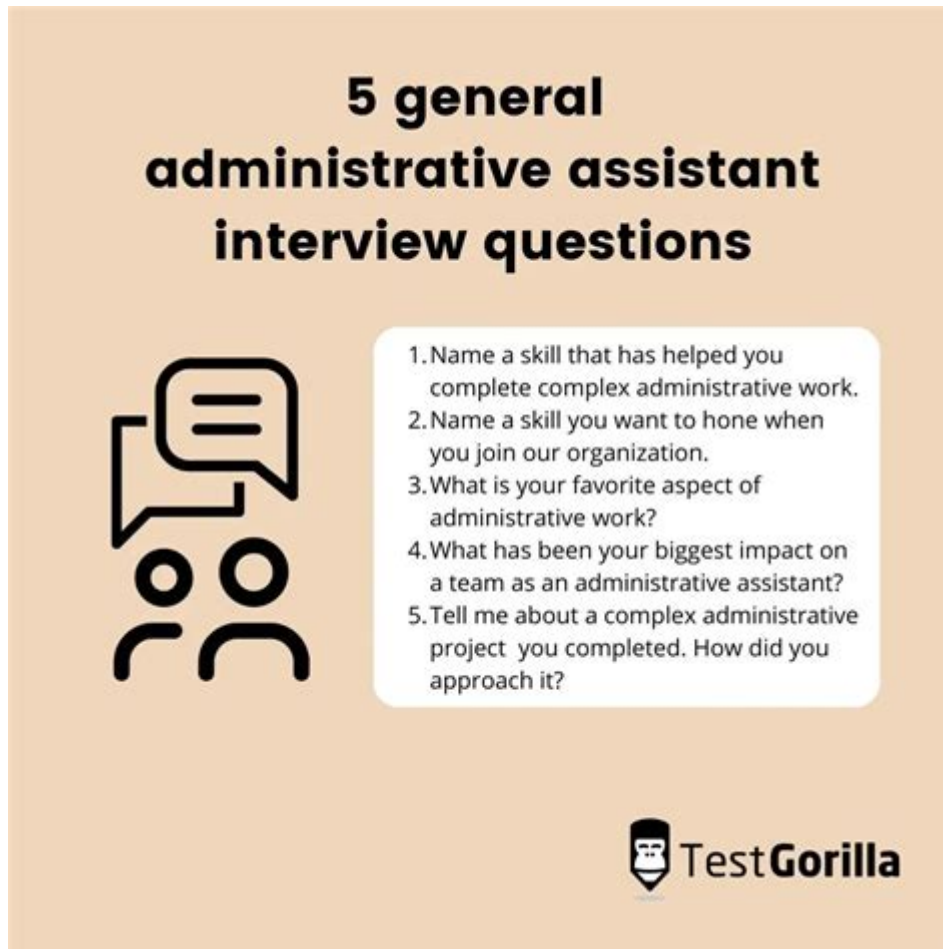 5 general
administrative assistant
interview questions
1. Name a skill that has helped you
complete complex administrative work.
2. Name a skill you want to hone when
you join our organization.
3. What is your favorite aspect of
administrative work?
4. What has been your biggest impact on
a team as an administrative assistant?
5. Tell me about a complex administrative
project you completed. How did you
approach it?
TestGorilla